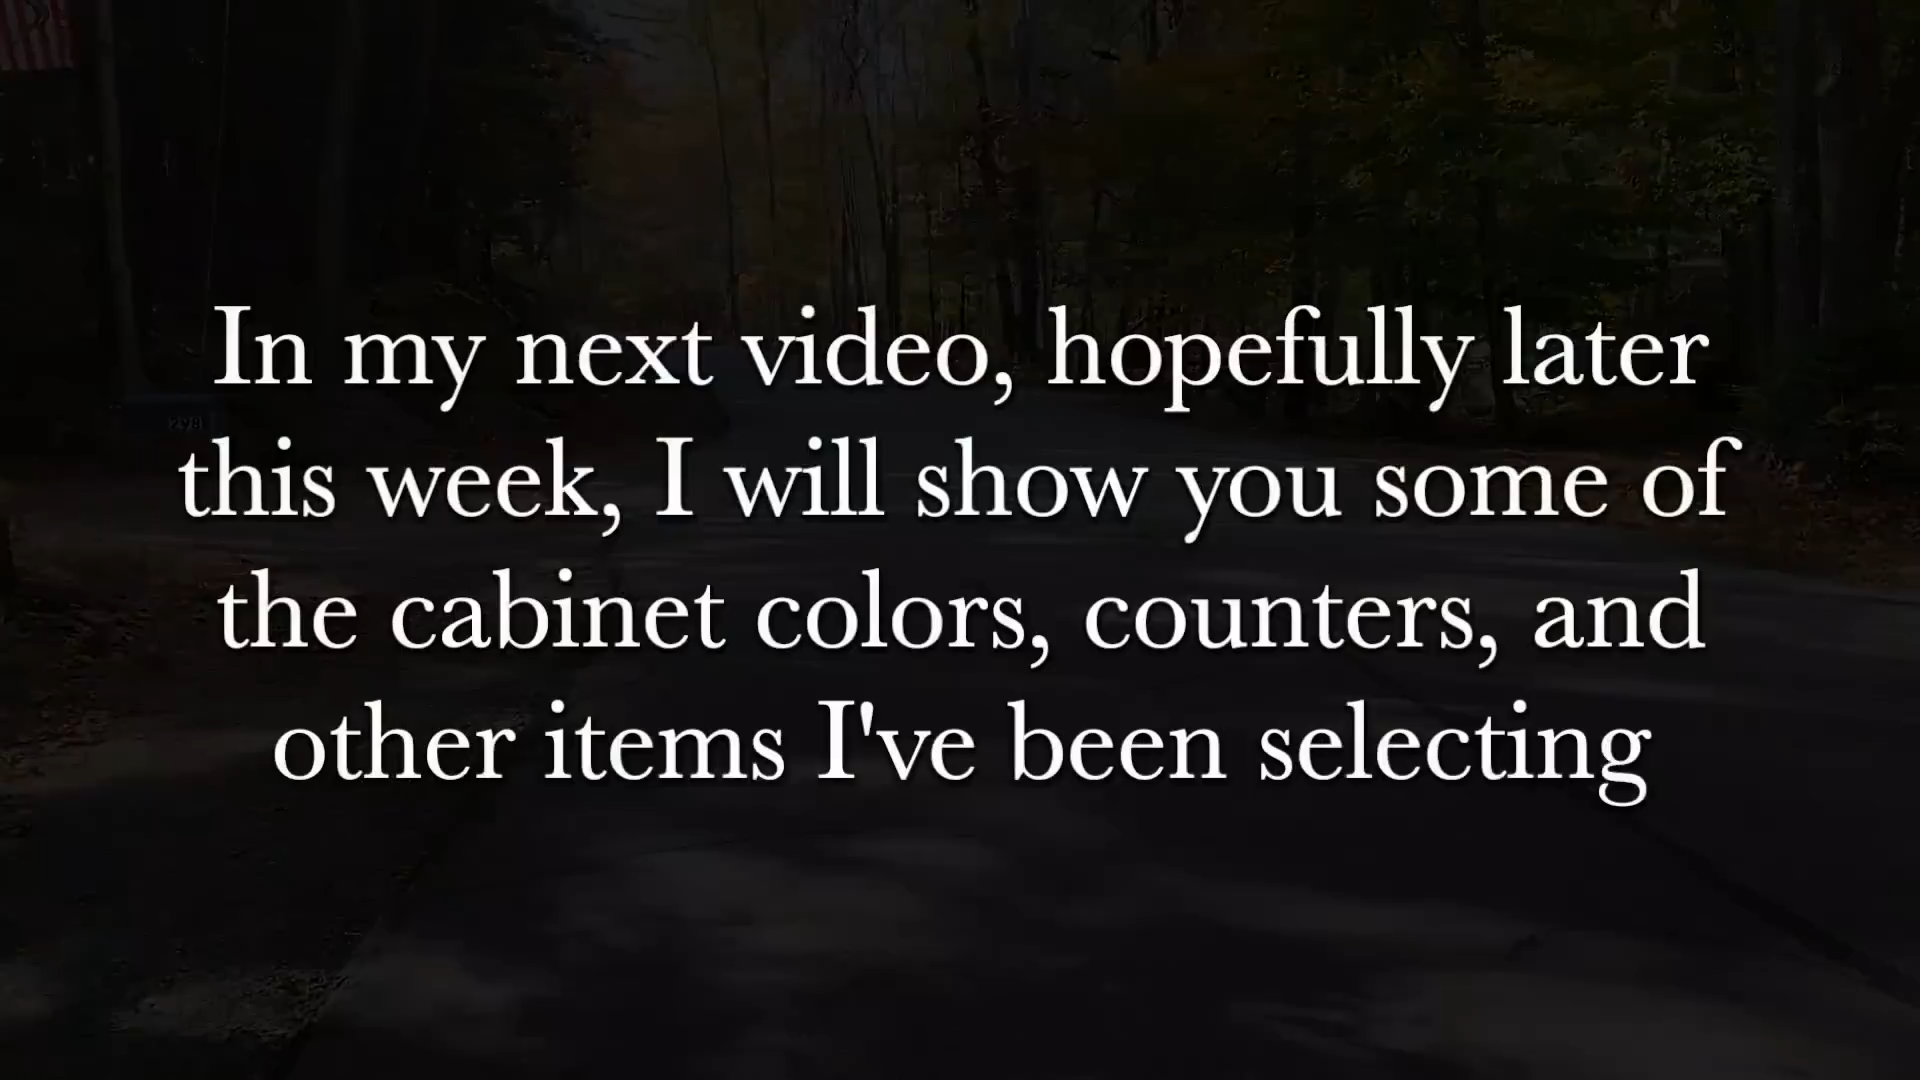 In my next video, hopefully later
this week, I will show you some of
the cabinet colors, counters, and
other items I've been selecting
298